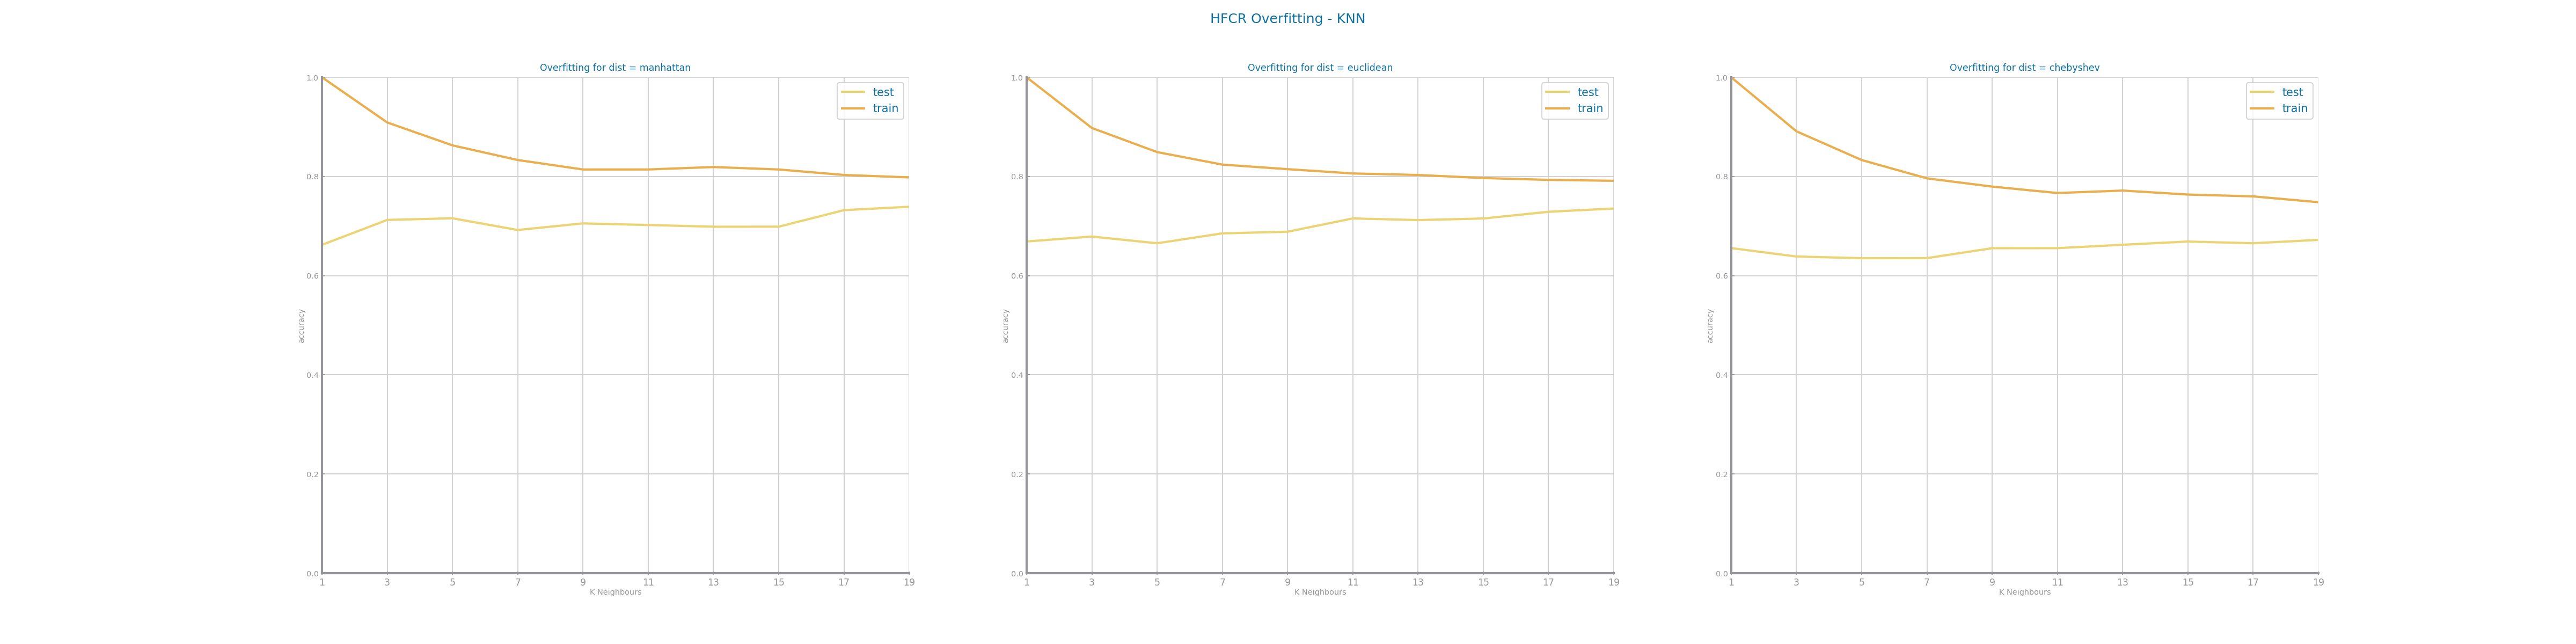 HFCR Overfitting - KNN
Overfitting for dist = manhattan
1.0
0.8
0.6
0.4
0.2
0.0
accuracy
test
train
1 3 5 7 9 11 13 15 17 19
K Neighbours
Overfitting for dist = euclidean
1.0
0.8
0.6
0.4
0.2
0.0
accuracy
test
train
1 3 5 7 9 11 13 15 17 19
K Neighbours
Overfitting for dist = chebyshev
1.0
0.8
0.6
0.4
0.2
0.0
accuracy
test
train
1 3 5 7 9 11 13 15 17 19
K Neighbours